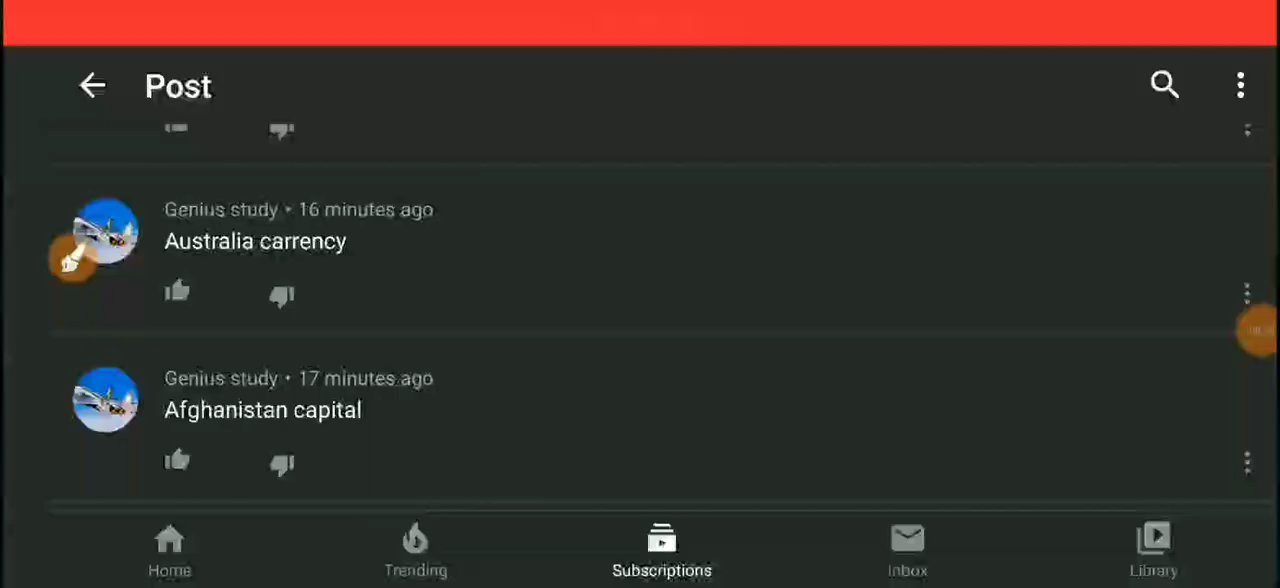 Post
Genius study • 16 minutes ago
Australia carrency
Genius study • 17 minutes ago
Afghanistan capital
Home
Trending
Subscriptions
Inbox
Library